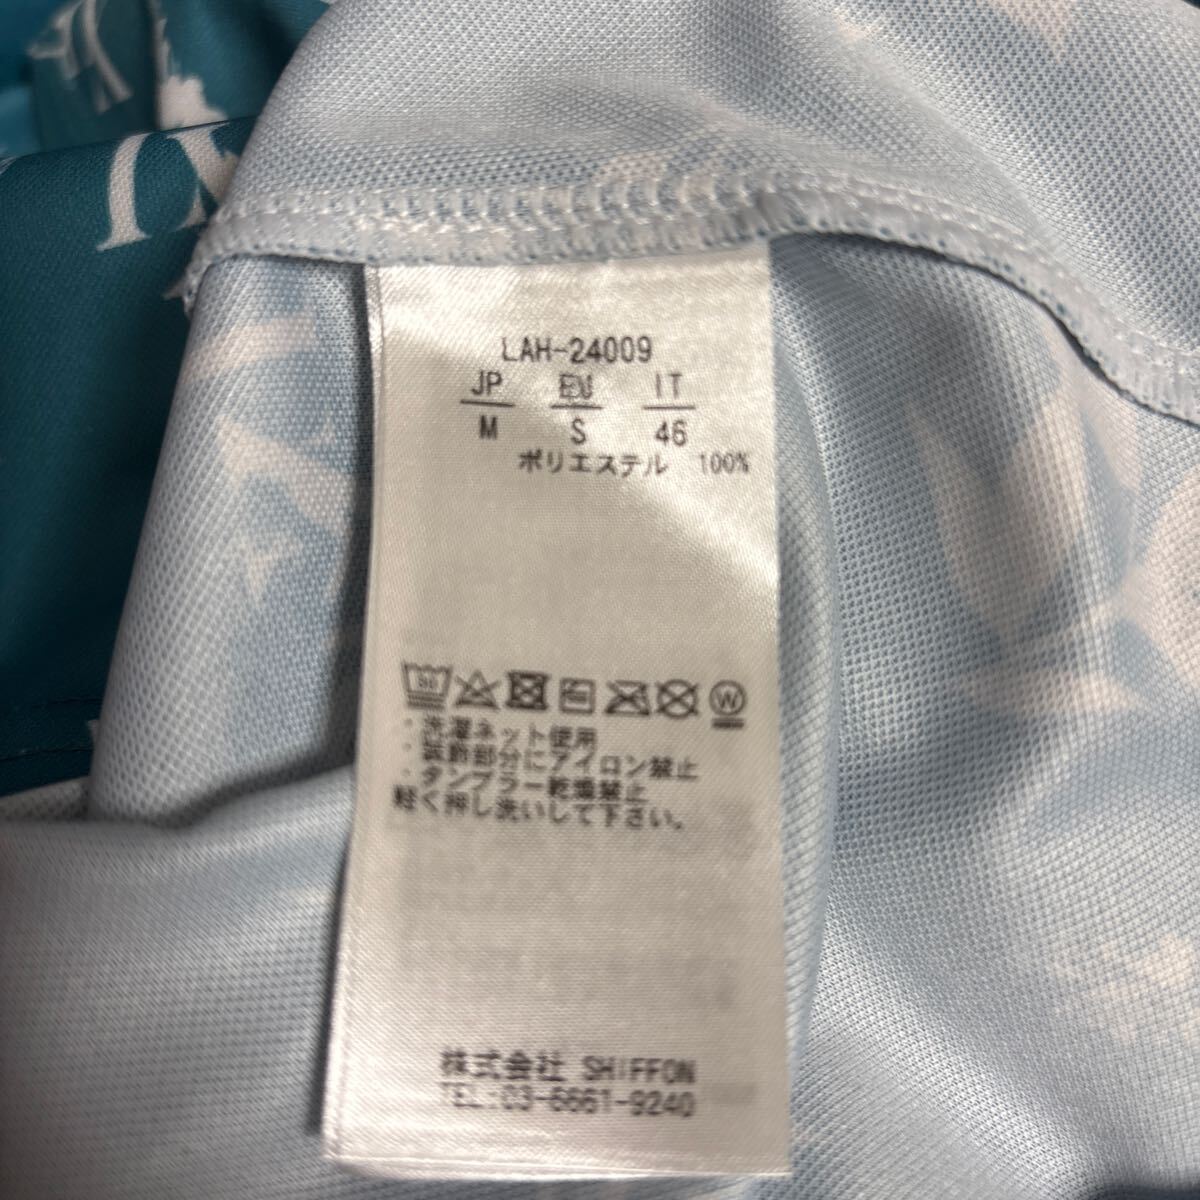 LAH-24009
JP EU IT
M S 46
ポリエステル 100%
・洗濯ネット使用
・装飾部分にアイロン禁止
・タンブラー乾燥禁止
軽く押し洗いして下さい。
株式会社 SHIFFON
TEL:03-6661-9240